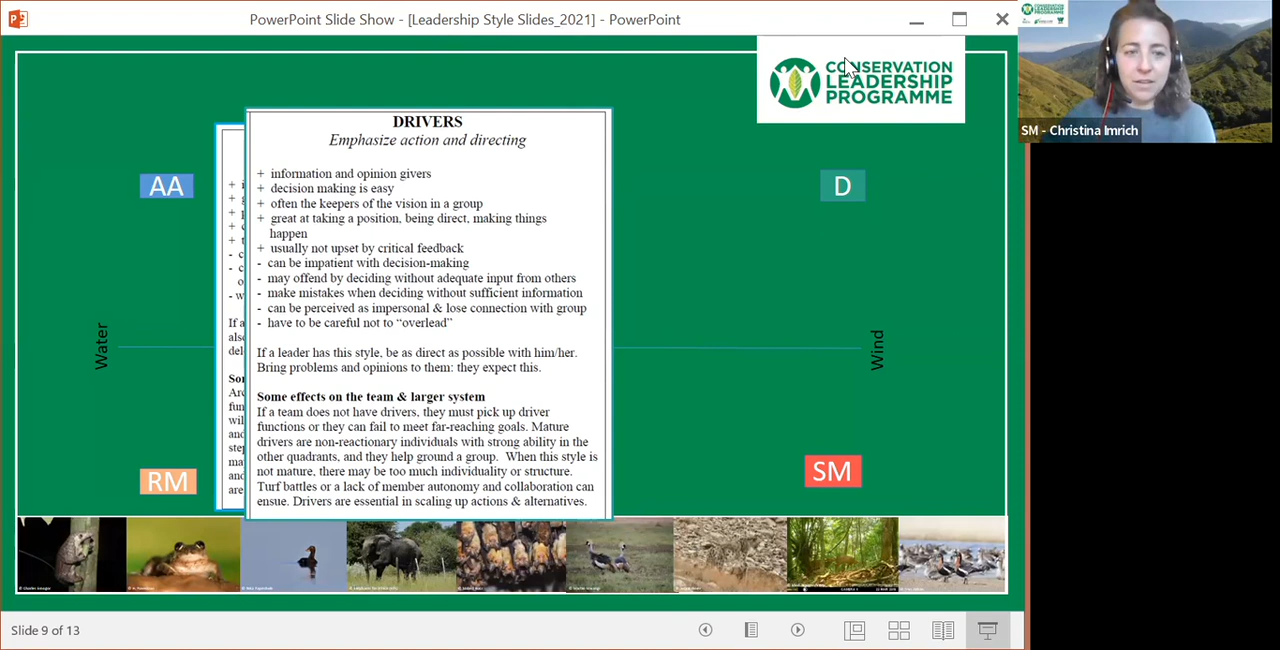 PowerPoint Slide Show - [Leadership Style Slides_2021] - PowerPoint
CONSERVATION
LEADERSHIP
PROGRAMME
SM - Christina Imrich
CONSERVATION
LEADERSHIP
PROGRAMME
DRIVERS
Emphasize action and directing
+ information and opinion givers
+ decision making is easy
+ often the keepers of the vision in a group
+ great at taking a position, being direct, making things
happen
+ usually not upset by critical feedback
- can be impatient with decision-making
- may offend by deciding without adequate input from others
- make mistakes when deciding without sufficient information
- can be perceived as impersonal & lose connection with group
- have to be careful not to “overlead”
If a leader has this style, be as direct as possible with him/her.
Bring problems and opinions to them: they expect this.
Some effects on the team & larger system
If a team does not have drivers, they must pick up driver
functions or they can fail to meet far-reaching goals. Mature
drivers are non-reactionary individuals with strong ability in the
other quadrants, and they help ground a group. When this style is
not mature, there may be too much individuality or structure.
Turf battles or a lack of member autonomy and collaboration can
ensue. Drivers are essential in scaling up actions & alternatives.
AA
D
Water
Wind
RM
SM
Slide 9 of 13